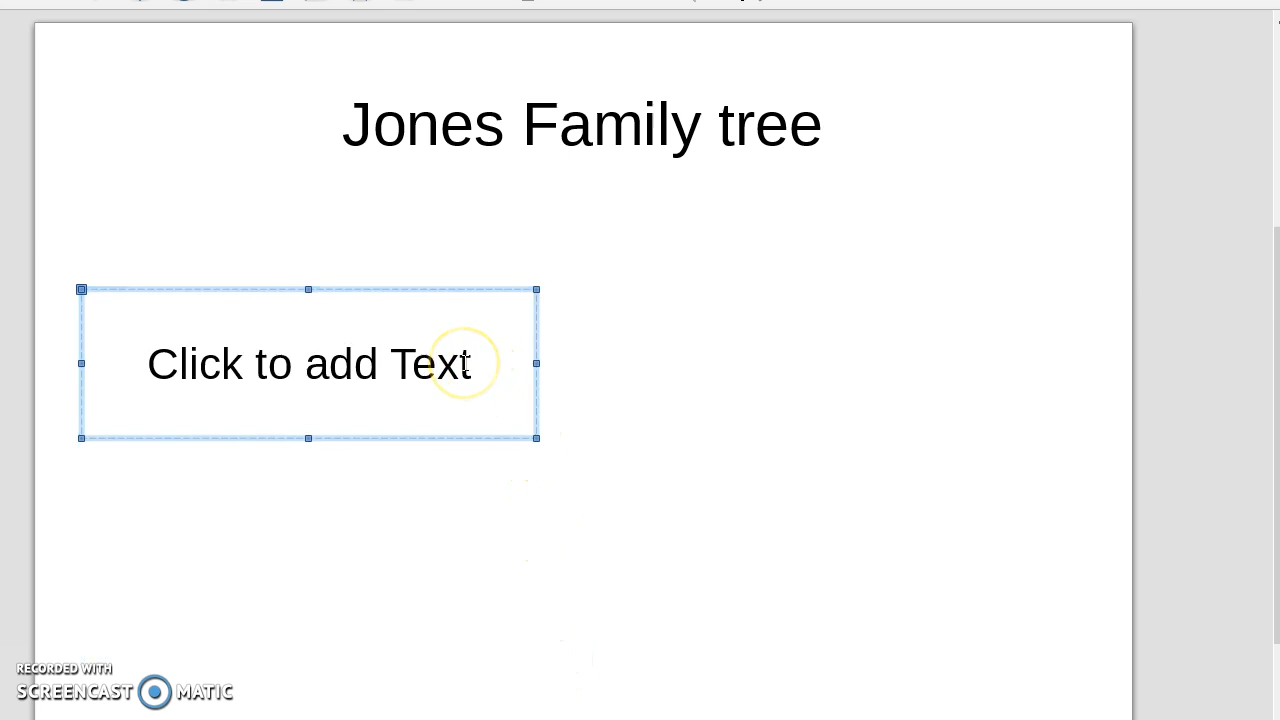 Jones Family tree
Click to add Text
RECORDED WITH
SCREENCAST MATIC